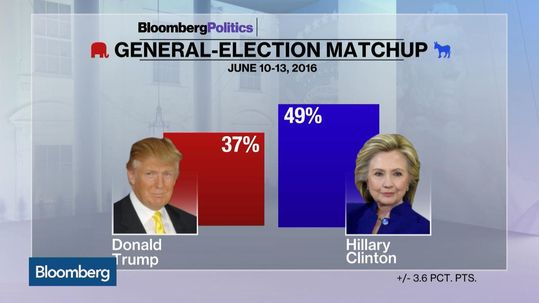 BloombergPolitics
GENERAL-ELECTION MATCHUP
JUNE 10-13, 2016
37%
49%
Donald
Trump
Hillary
Clinton
Bloomberg
+/- 3.6 PCT. PTS.